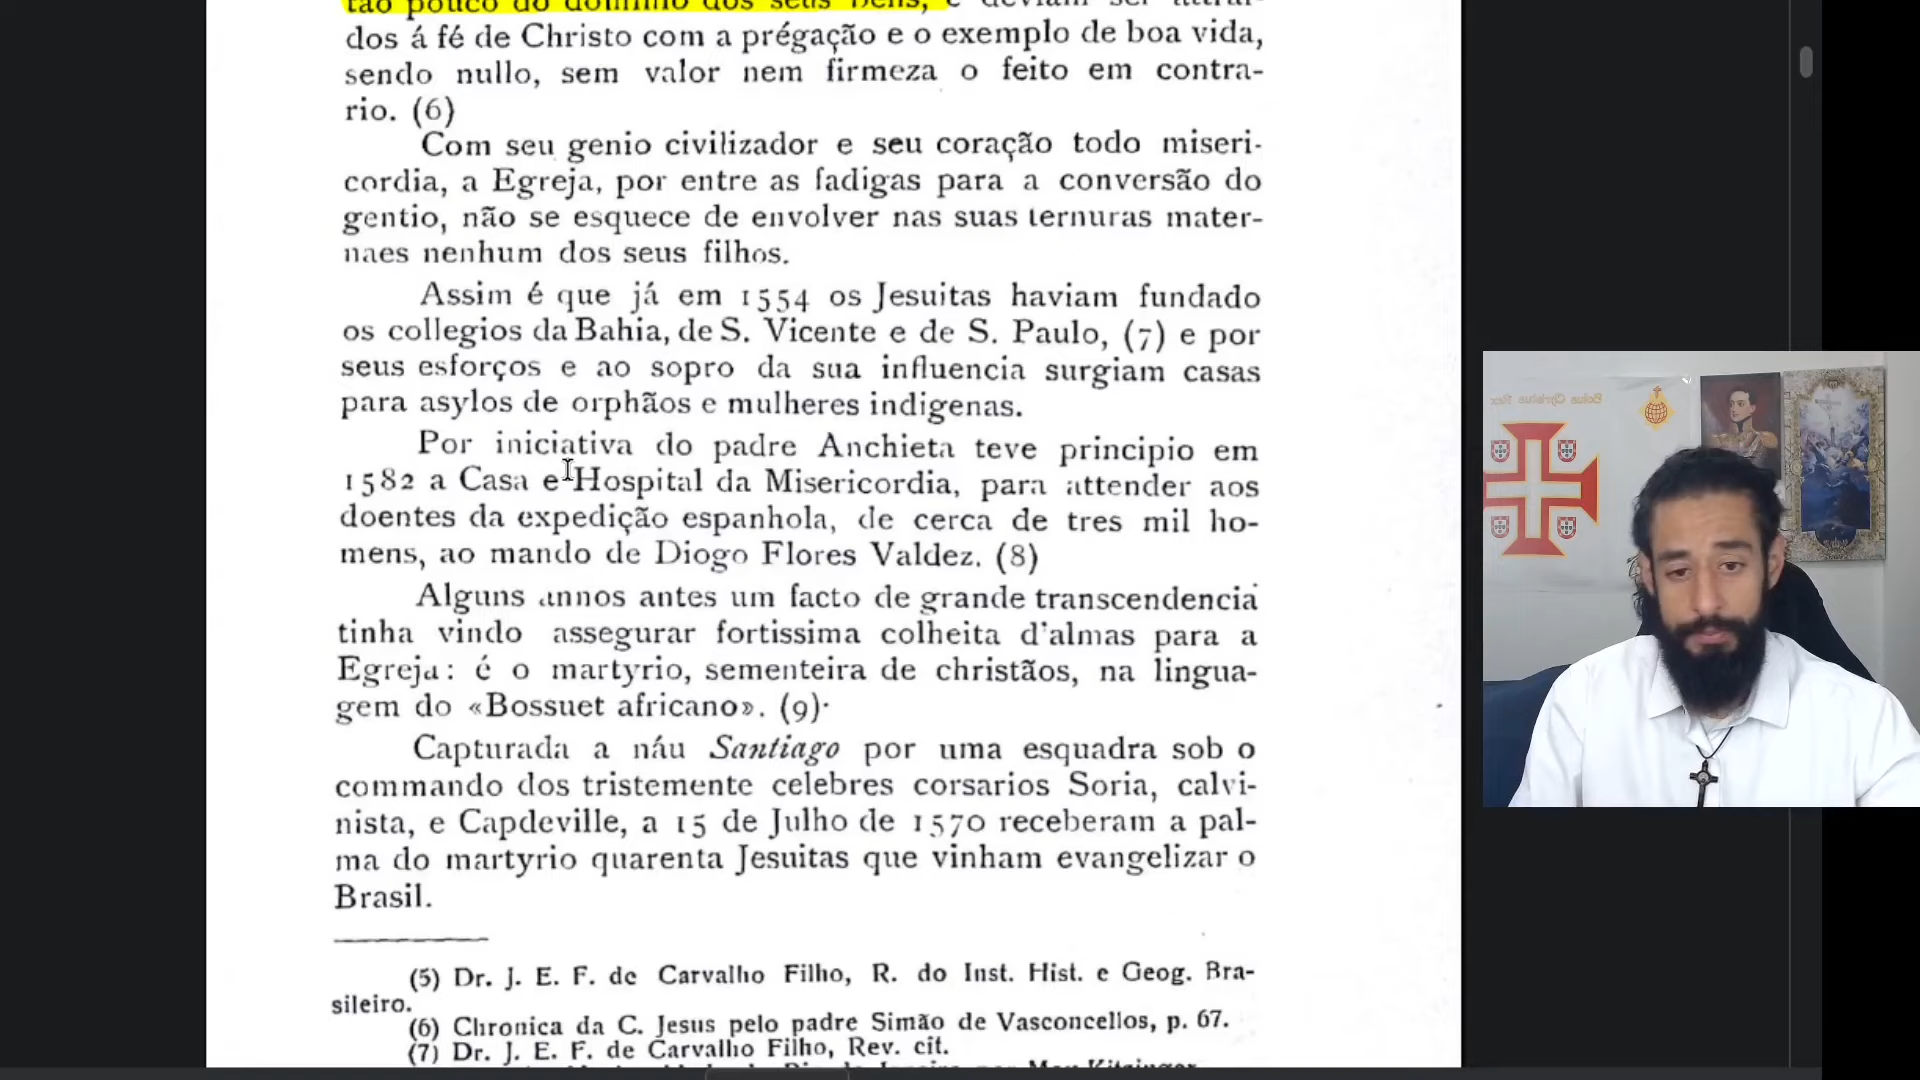 tão pouco do dominio dos seus bens, e deviam ser attra-
dos á fé de Christo com a prégação e o exemplo de boa vida,
sendo nullo, sem valor nem firmeza o feito em contra-
rio. (6)
Com seu genio civilizador e seu coração todo miseri-
cordia, a Egreja, por entre as fadigas para a conversão do
gentio, não se esquece de envolver nas suas ternuras mater-
naes nenhum dos seus filhos.
Assim é que já em 1554 os Jesuitas haviam fundado
os collegios da Bahia, de S. Vicente e de S. Paulo, (7) e por
seus esforços e ao sopro da sua influencia surgiam casas
para asylos de orphãos e mulheres indigenas.
Por iniciativa do padre Anchieta teve principio em
1582 a Casa e Hospital da Misericordia, para attender aos
doentes da expedição espanhola, de cerca de tres mil ho-
mens, ao mando de Diogo Flores Valdez. (8)
Alguns annos antes um facto de grande transcendencia
tinha vindo assegurar fortissima colheita d'almas para a
Egreja: é o martyrio, sementeira de christãos, na lingua-
gem do «Bossuet africano». (9)·
Capturada a náu Santiago por uma esquadra sob o
commando dos tristemente celebres corsarios Soria, calvi-
nista, e Capdeville, a 15 de Julho de 1570 receberam a pal-
ma do martyrio quarenta Jesuitas que vinham evangelizar o
Brasil.
(5) Dr. J. E. F. de Carvalho Filho, R. do Inst. Hist. e Geog. Bra-
sileiro.
(6) Chronica da C. Jesus pelo padre Simão de Vasconcellos, p. 67.
(7) Dr. J. E. F. de Carvalho Filho, Rev. cit.